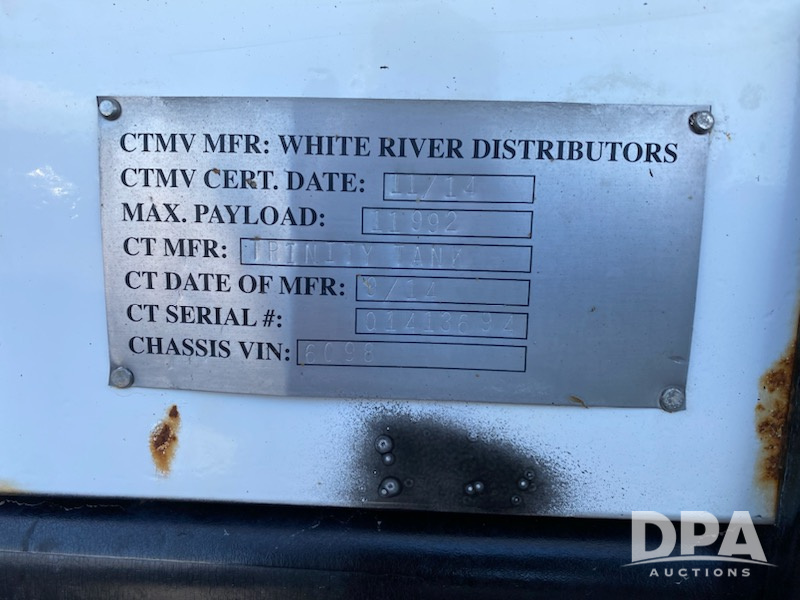 CTMV MFR: WHITE RIVER DISTRIBUTORS
CTMV CERT. DATE: 11/14
MAX. PAYLOAD: 11992
CT MFR: TRINITY TANK
CT DATE OF MFR: /14
CT SERIAL #: 01413694
CHASSIS VIN: 6098
DPA
AUCTIONS